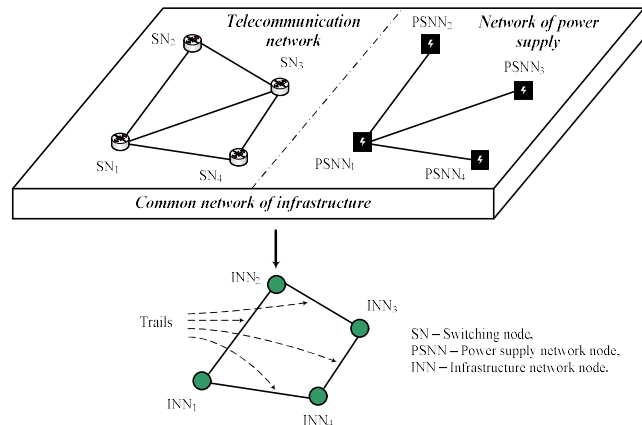 Telecommunication
network
Network of power
supply
SN2
SN3
SN1
SN4
PSNN2
PSNN3
PSNN1
PSNN4
Common network of infrastructure
INN2
INN3
Trails
INN1
INN4
SN – Switching node,
PSNN – Power supply network node,
INN – Infrastructure network node.